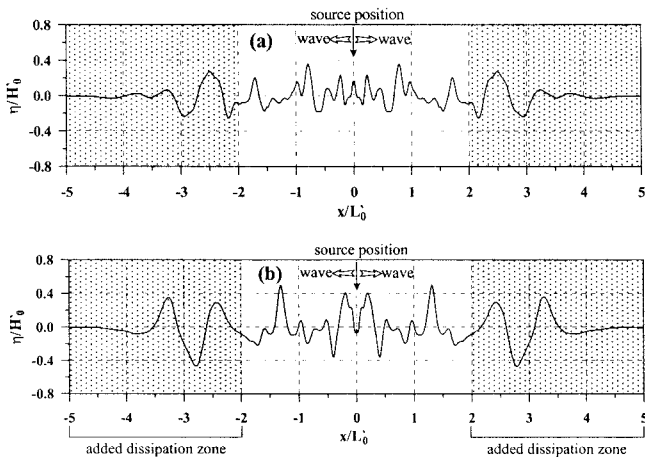 source position
(a)
wave wave
η/H'₀
0.8
0.4
0.0
-0.4
-0.8
-5 -4 -3 -2 -1 0 1 2 3 4 5
x/L'₀
source position
(b)
wave wave
η/H'₀
0.8
0.4
0.0
-0.4
-0.8
-5 -4 -3 -2 -1 0 1 2 3 4 5
x/L'₀
added dissipation zone added dissipation zone